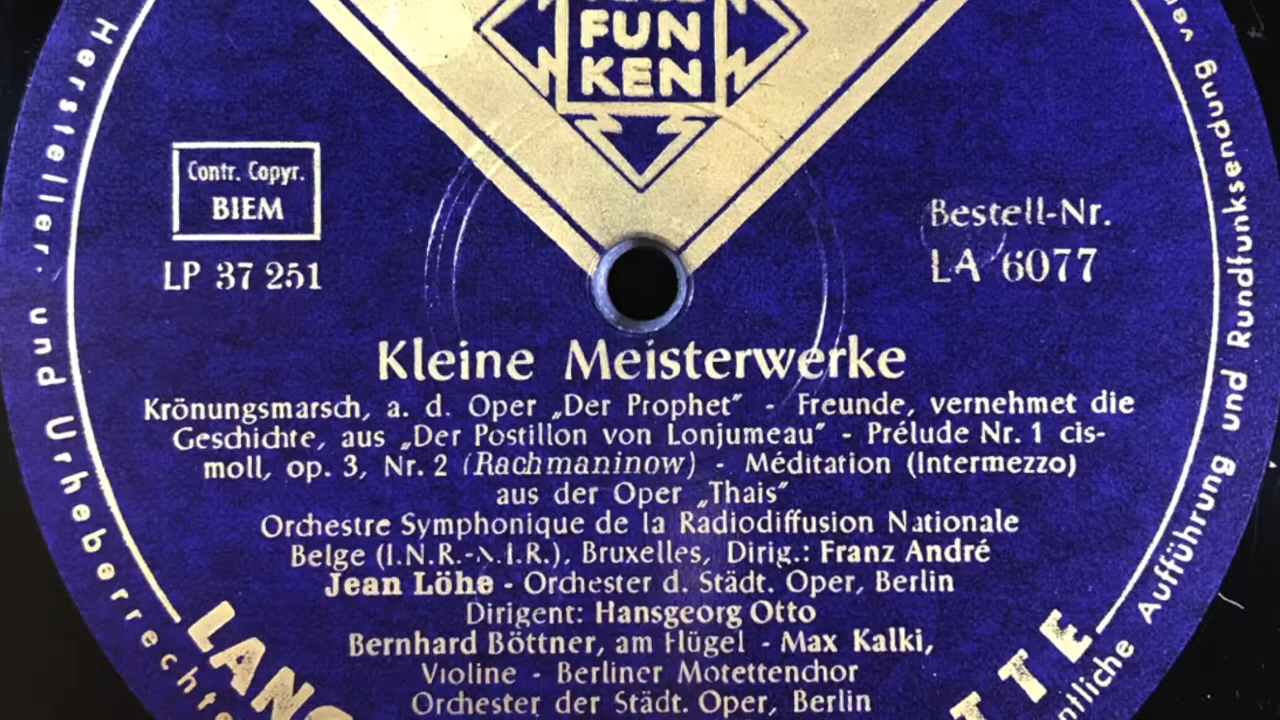 FUN
KEN
Contr. Copyr.
BIEM
LP 37 251
Bestell-Nr.
LA 6077
Kleine Meisterwerke
Krönungsmarsch, a. d. Oper „Der Prophet" - Freunde, vernehmet die
Geschichte, aus „Der Postillon von Lonjumeau" - Prélude Nr. 1 cis-
moll, op. 3, Nr. 2 (Rachmaninow) - Méditation (Intermezzo)
aus der Oper „Thais"
Orchestre Symphonique de la Radiodiffusion Nationale
Belge (I.N.R.-N.I.R.), Bruxelles, Dirig.: Franz André
Jean Löhe - Orchester d. Städt. Oper, Berlin
Dirigent: Hansgeorg Otto
Bernhard Böttner, am Flügel - Max Kalki,
Violine - Berliner Motettenchor
Orchester der Städt. Oper, Berlin
Hersteller- und Urheberrechte
ntliche Aufführung und Rundfunksendung ver
LANG
TTE